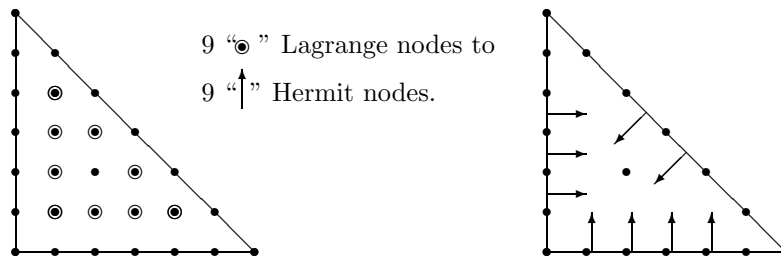 9 “◉ ” Lagrange nodes to
9 “↑” Hermit nodes.